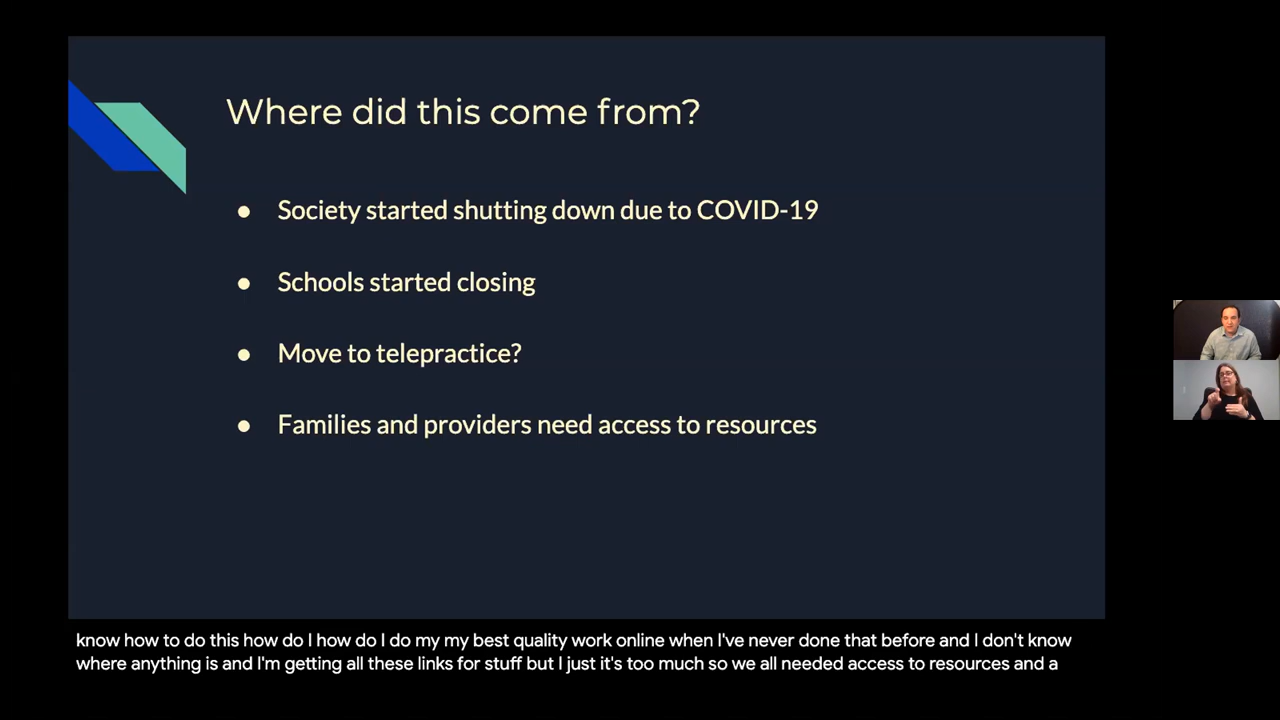 Where did this come from?
● Society started shutting down due to COVID-19
● Schools started closing
● Move to telepractice?
● Families and providers need access to resources
know how to do this how do I how do I do my my best quality work online when I've never done that before and I don't know
where anything is and I'm getting all these links for stuff but I just it's too much so we all needed access to resources and a